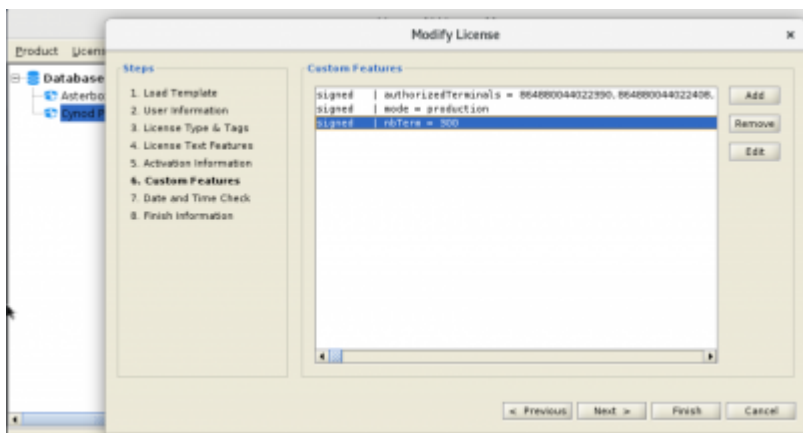 Modify License
Product
Database
Steps
1. Load Template
2. User Information
3. License Type & Tags
4. License Text Features
5. Activation Information
6. Custom Features
7. Date and Time Check
8. Finish Information
Custom Features
signed | authorizedTerminals = 864880044022390, 864880044022408,
signed | mode = production
signed | nbTerm = 300
Add
Remove
Edit
< Previous
Next >
Finish
Cancel